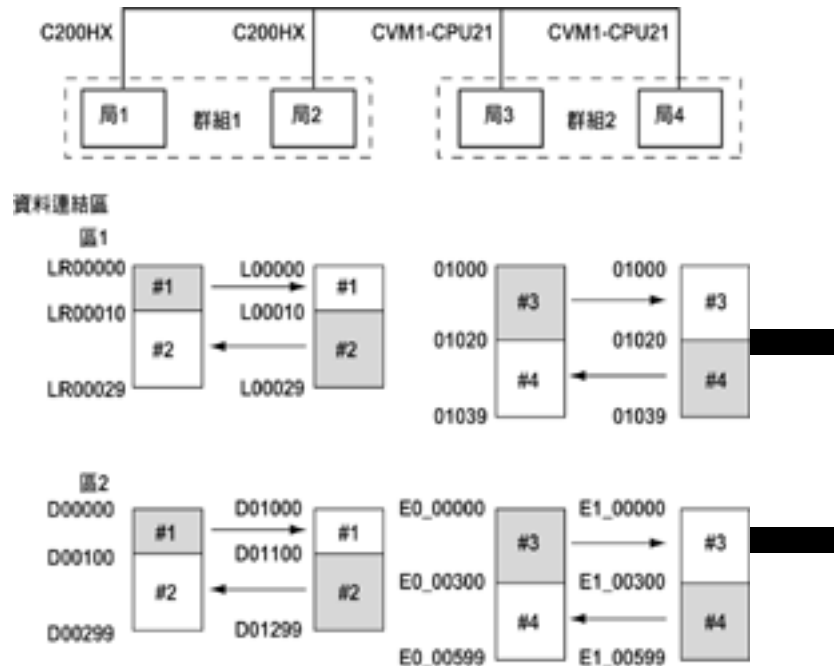 C200HX C200HX CVM1-CPU21 CVM1-CPU21
局1 群組1 局2 局3 群組2 局4
資料連結區
區1
LR00000 L00000 01000 01000
#1 #1 #3 #3
LR00010 L00010 01020 01020
#2 #2 #4 #4
LR00029 L00029 01039 01039
區2
D00000 D01000 E0_00000 E1_00000
#1 #1 #3 #3
D00100 D01100 E0_00300 E1_00300
#2 #2 #4 #4
D00299 D01299 E0_00599 E1_00599